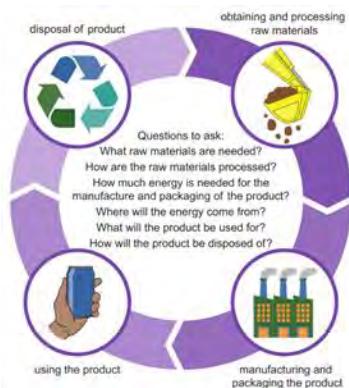 disposal of product
obtaining and processing
raw materials
Questions to ask:
What raw materials are needed?
How are the raw materials processed?
How much energy is needed for the
manufacture and packaging of the product?
Where will the energy come from?
What will the product be used for?
How will the product be disposed of?
using the product
manufacturing and
packaging the product